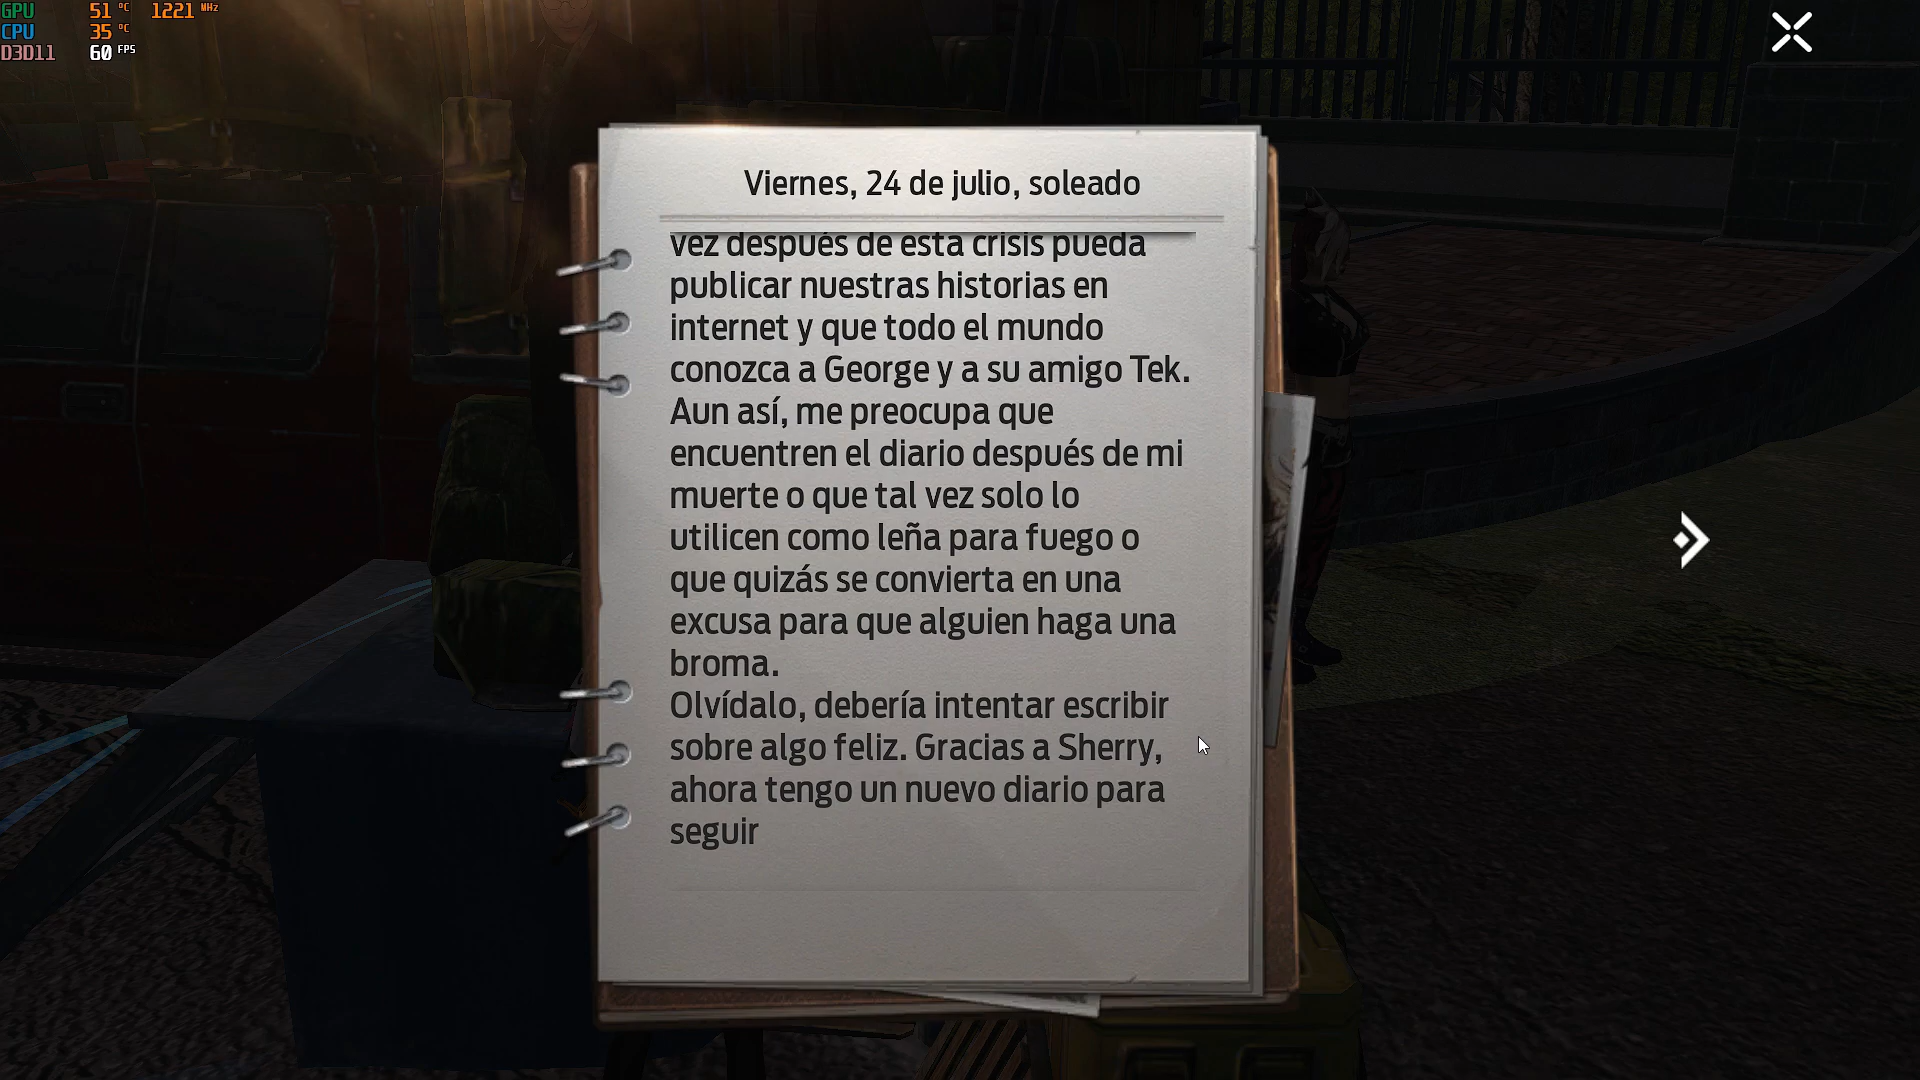 GPU 51 °C 1221 MHz
CPU 35 °C
D3D11 60 FPS
Viernes, 24 de julio, soleado
vez después de esta crisis pueda
publicar nuestras historias en
internet y que todo el mundo
conozca a George y a su amigo Tek.
Aun así, me preocupa que
encuentren el diario después de mi
muerte o que tal vez solo lo
utilicen como leña para fuego o
que quizás se convierta en una
excusa para que alguien haga una
broma.
Olvídalo, debería intentar escribir
sobre algo feliz. Gracias a Sherry,
ahora tengo un nuevo diario para
seguir